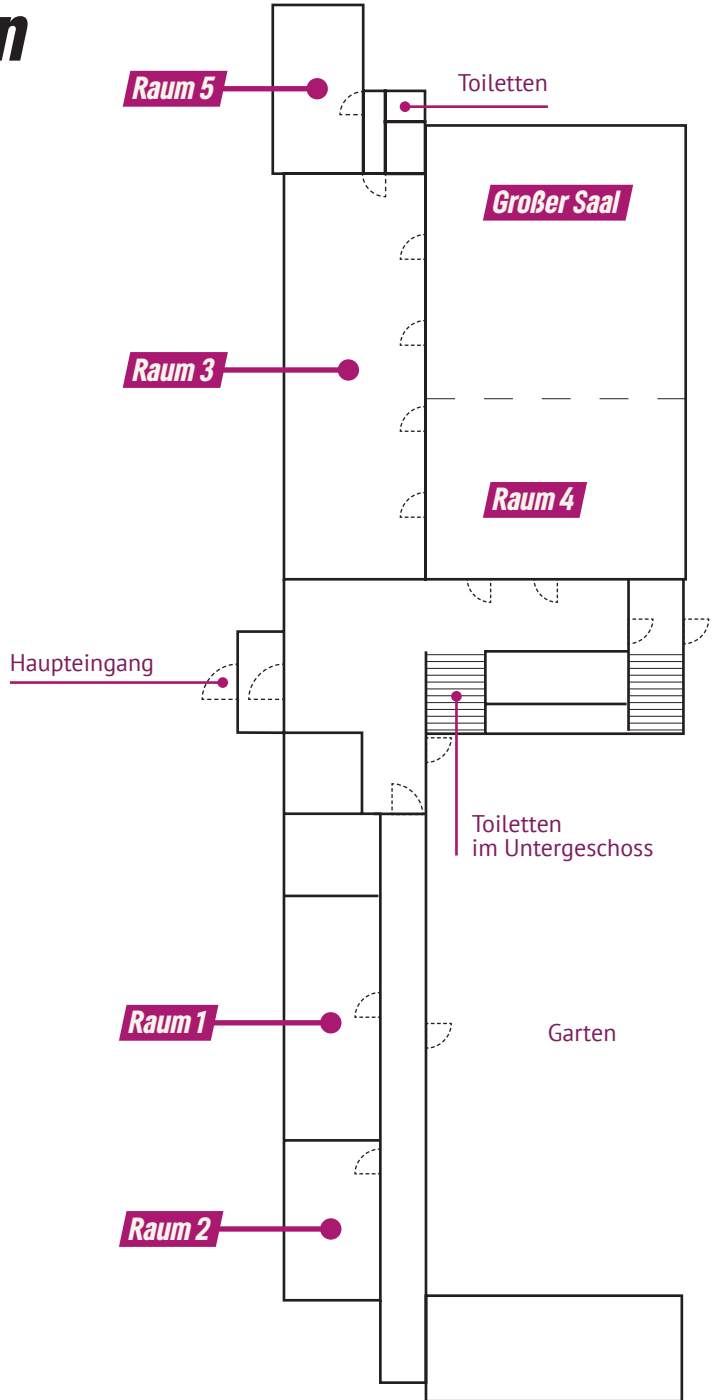 n
Raum 5
Toiletten
Großer Saal
Raum 3
Raum 4
Haupteingang
Toiletten
im Untergeschoss
Raum 1
Garten
Raum 2